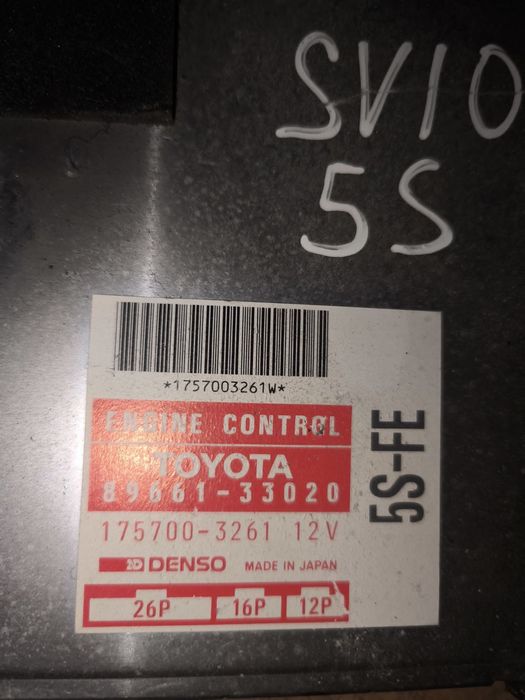 SV10
5S
*1757003261W*
ENGINE CONTROL
TOYOTA
89661-33020
175700-3261 12V
DENSO MADE IN JAPAN
26P 16P 12P
5S-FE